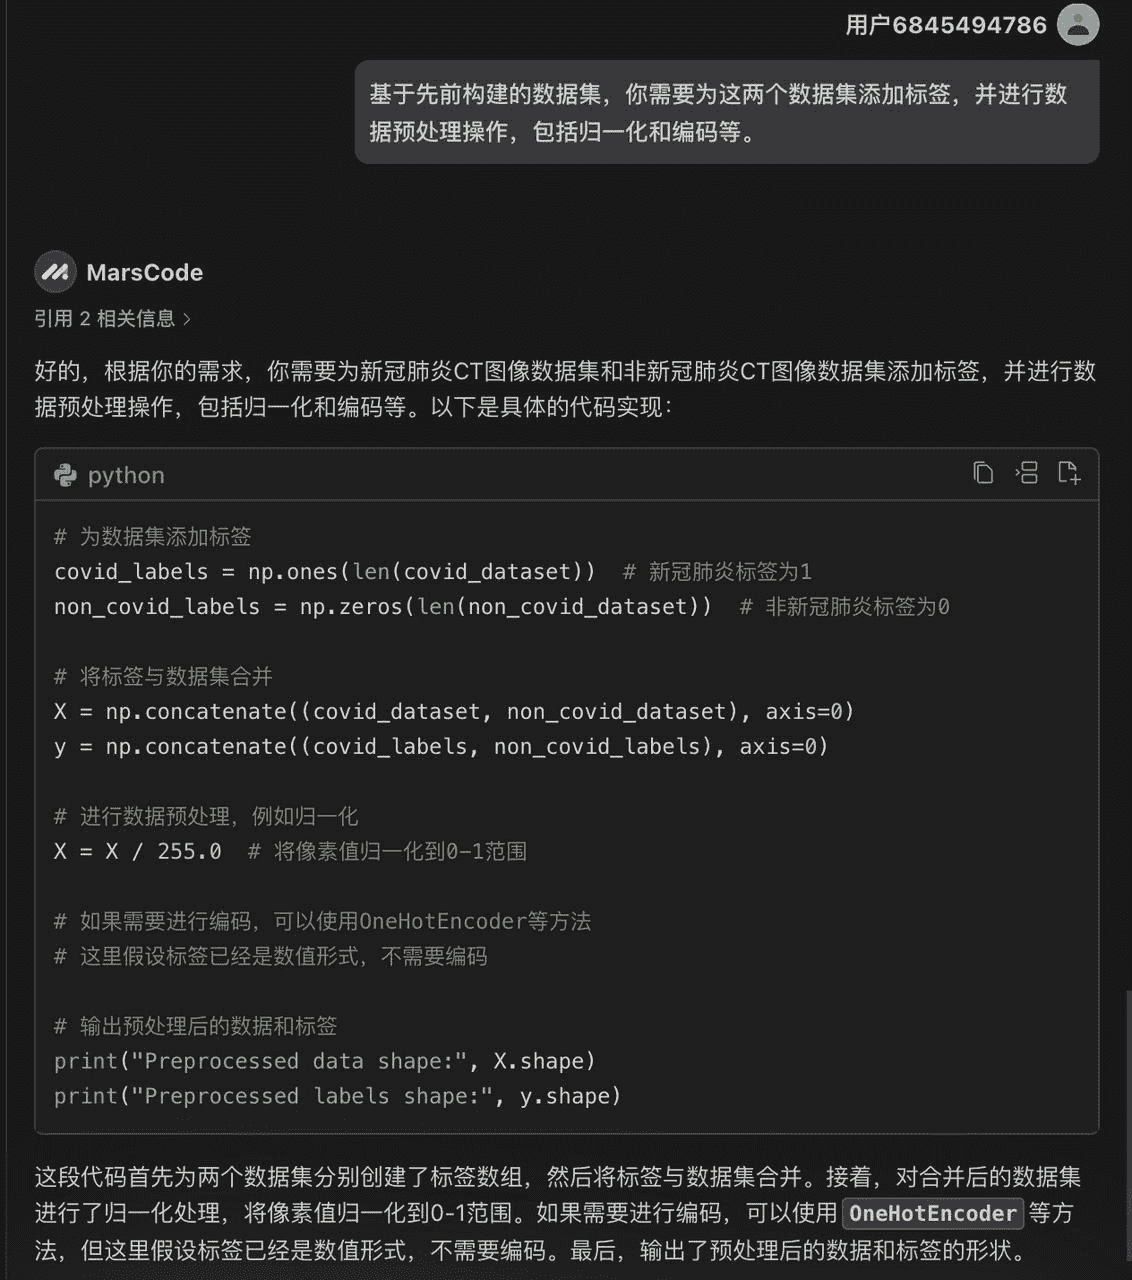 用户6845494786
基于先前构建的数据集，你需要为这两个数据集添加标签，并进行数
据预处理操作，包括归一化和编码等。
MarsCode
引用 2 相关信息 >
好的，根据你的需求，你需要为新冠肺炎CT图像数据集和非新冠肺炎CT图像数据集添加标签，并进行数
据预处理操作，包括归一化和编码等。以下是具体的代码实现：
python
# 为数据集添加标签
covid_labels = np.ones(len(covid_dataset))  # 新冠肺炎标签为1
non_covid_labels = np.zeros(len(non_covid_dataset))  # 非新冠肺炎标签为0
# 将标签与数据集合并
X = np.concatenate((covid_dataset, non_covid_dataset), axis=0)
y = np.concatenate((covid_labels, non_covid_labels), axis=0)
# 进行数据预处理，例如归一化
X = X / 255.0  # 将像素值归一化到0-1范围
# 如果需要进行编码，可以使用OneHotEncoder等方法
# 这里假设标签已经是数值形式，不需要编码
# 输出预处理后的数据和标签
print("Preprocessed data shape:", X.shape)
print("Preprocessed labels shape:", y.shape)
这段代码首先为两个数据集分别创建了标签数组，然后将标签与数据集合并。接着，对合并后的数据集
进行了归一化处理，将像素值归一化到0-1范围。如果需要进行编码，可以使用 OneHotEncoder 等方
法，但这里假设标签已经是数值形式，不需要编码。最后，输出了预处理后的数据和标签的形状。